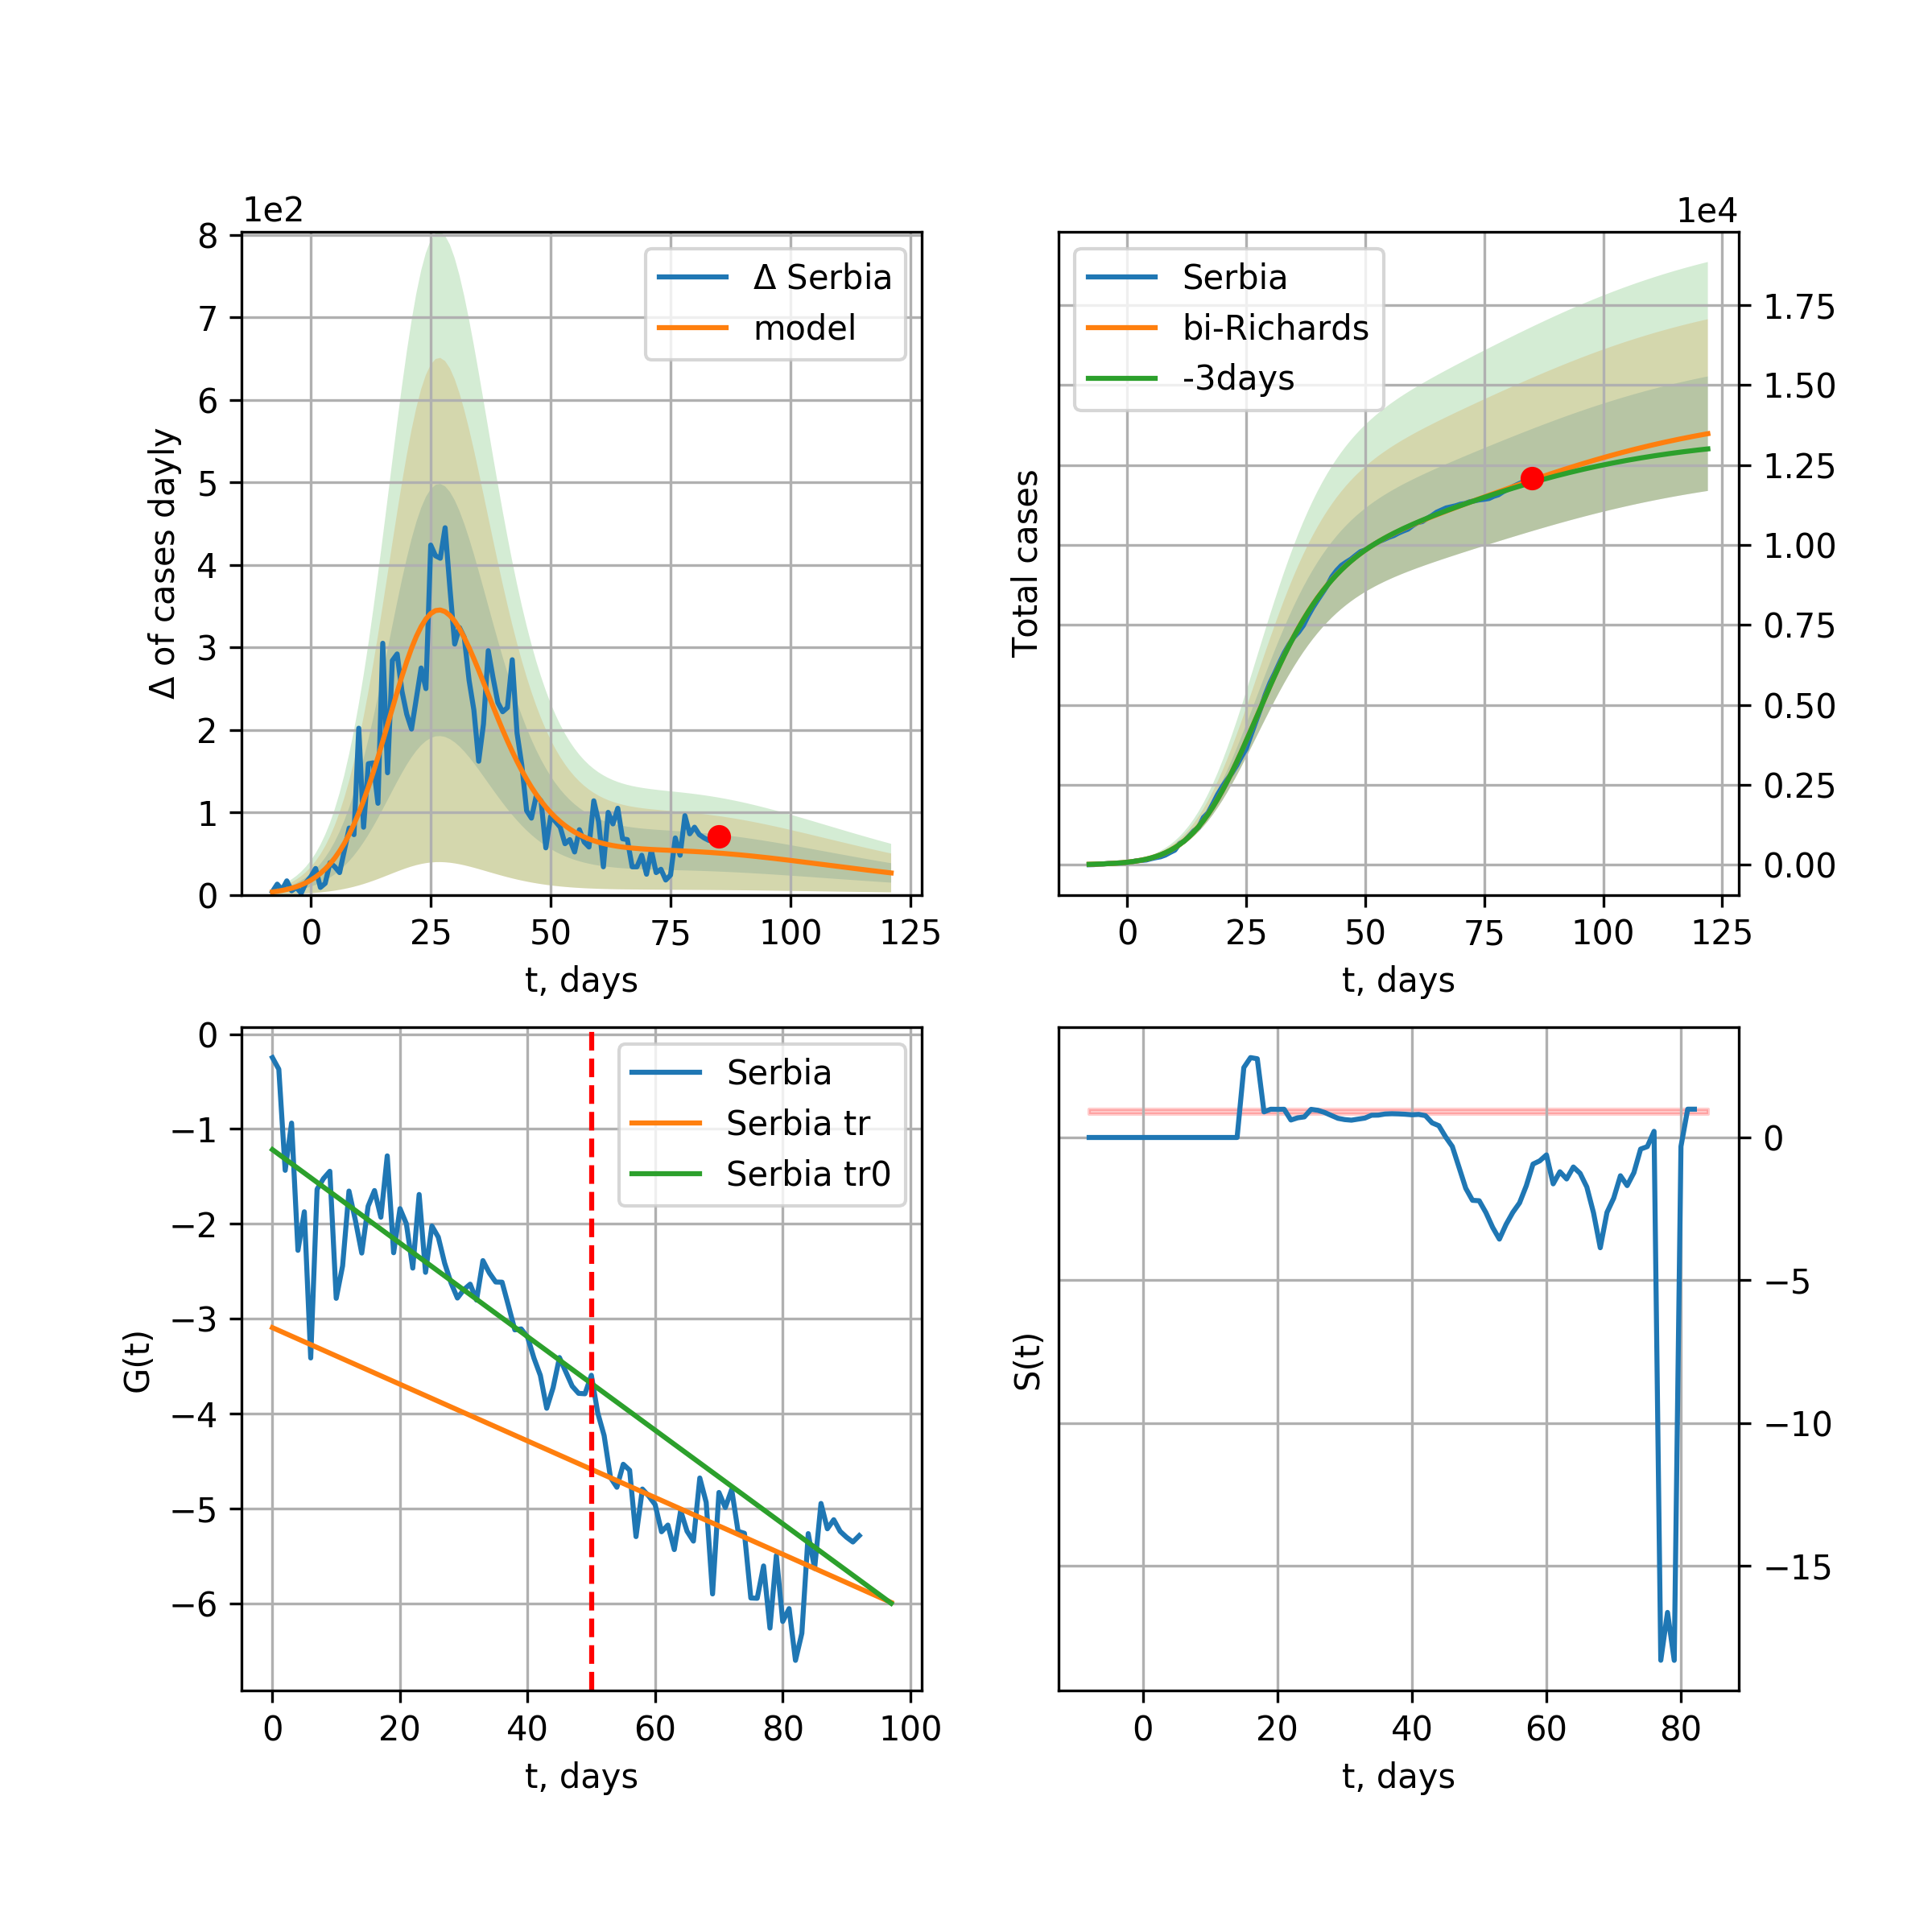 1e2
8
7
6
5
4
3
2
1
0
Δ of cases dayly
Δ Serbia
model
0 25 50 75 100 125
t, days
1e4
Total cases
Serbia
bi-Richards
-3days
1.75
1.50
1.25
1.00
0.75
0.50
0.25
0.00
0 25 50 75 100 125
t, days
0
−1
−2
−3
−4
−5
−6
G(t)
Serbia
Serbia tr
Serbia tr0
0 20 40 60 80 100
t, days
S(t)
0
−5
−10
−15
0 20 40 60 80
t, days